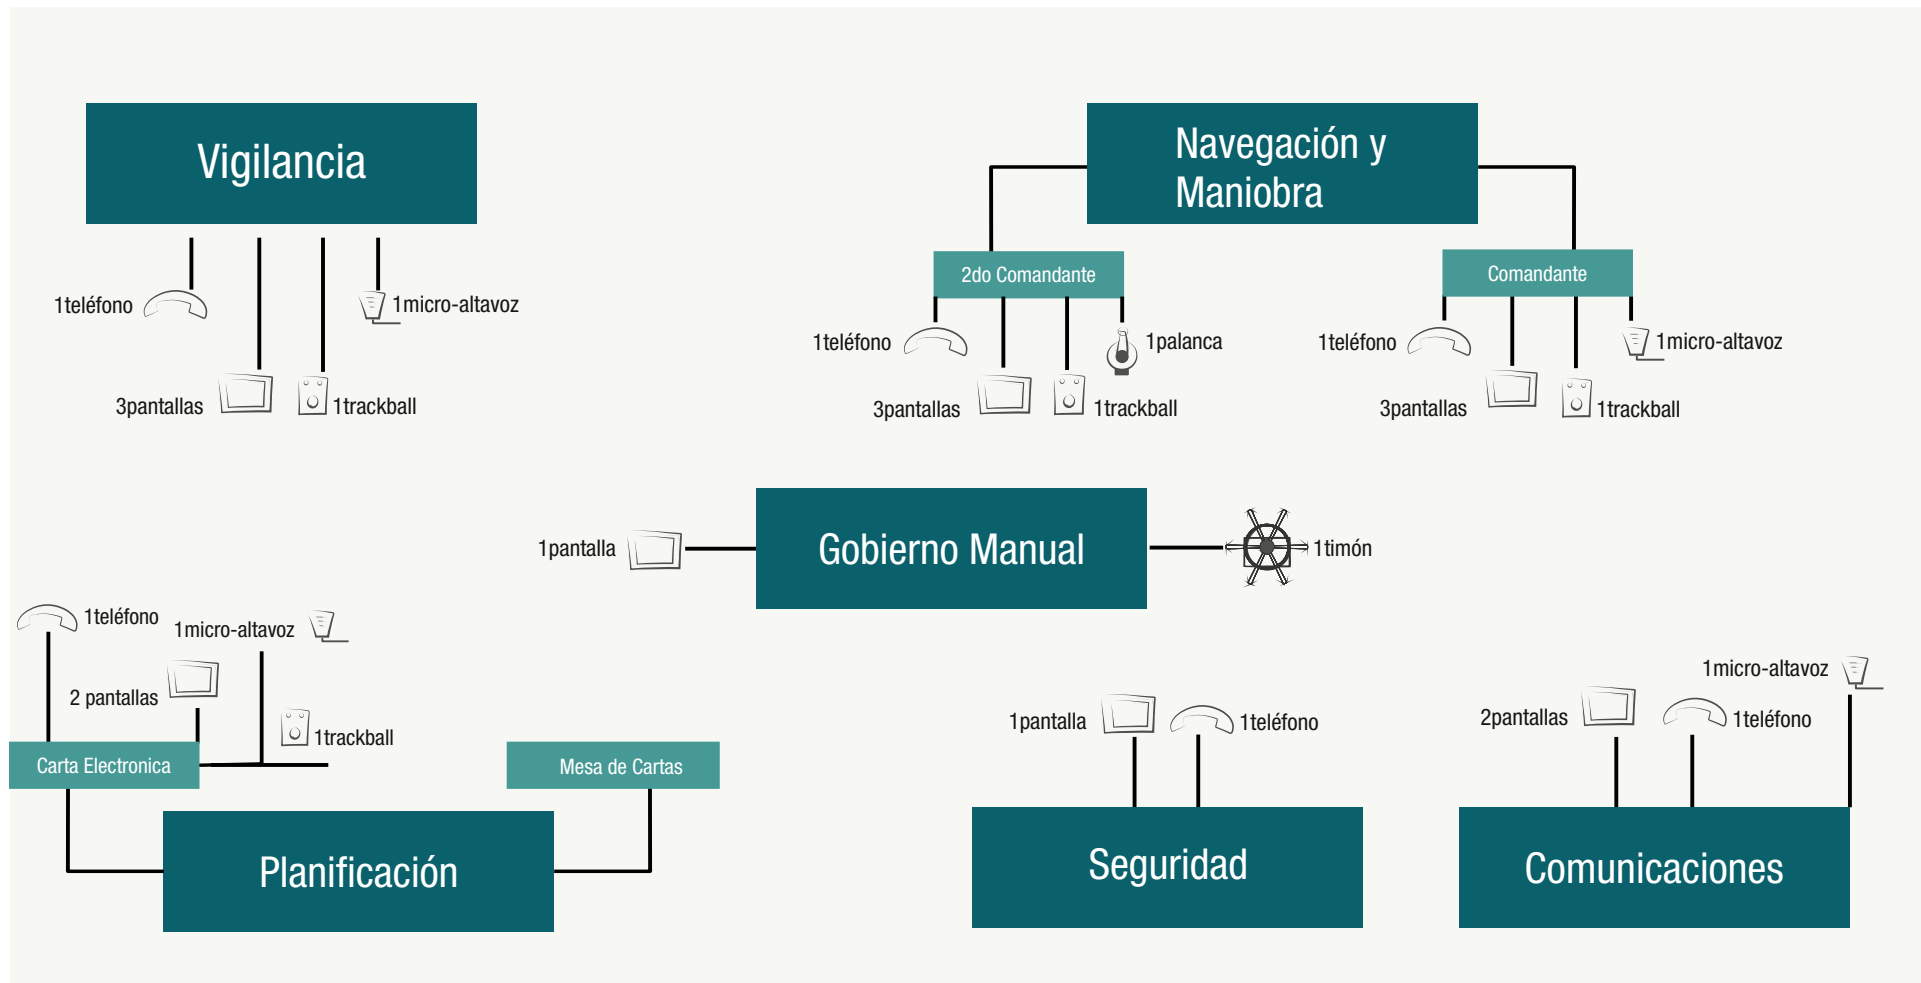 Vigilancia
1teléfono
1micro-altavoz
3pantallas
1trackball
Navegación y
Maniobra
2do Comandante
1teléfono
1palanca
3pantallas
1trackball
Comandante
1teléfono
1micro-altavoz
3pantallas
1trackball
1pantalla
Gobierno Manual
1timón
1teléfono
1micro-altavoz
2 pantallas
1trackball
Carta Electronica
Mesa de Cartas
Planificación
1pantalla
1teléfono
Seguridad
1micro-altavoz
2pantallas
1teléfono
Comunicaciones